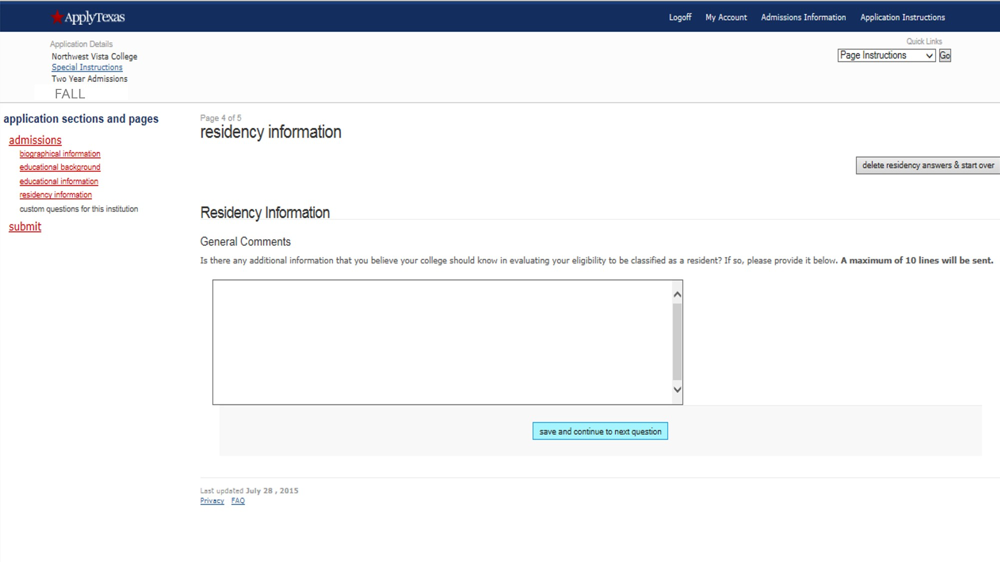 ApplyTexas
Logoff My Account Admissions Information Application Instructions
Application Details
Northwest Vista College
Special Instructions
Two Year Admissions
FALL
Quick Links
Page Instructions Go
application sections and pages
admissions
biographical information
educational background
educational information
residency information
custom questions for this institution
submit
Page 4 of 5
residency information
delete residency answers & start over
Residency Information
General Comments
Is there any additional information that you believe your college should know in evaluating your eligibility to be classified as a resident? If so, please provide it below. A maximum of 10 lines will be sent.
save and continue to next question
Last updated July 28 , 2015
Privacy FAQ